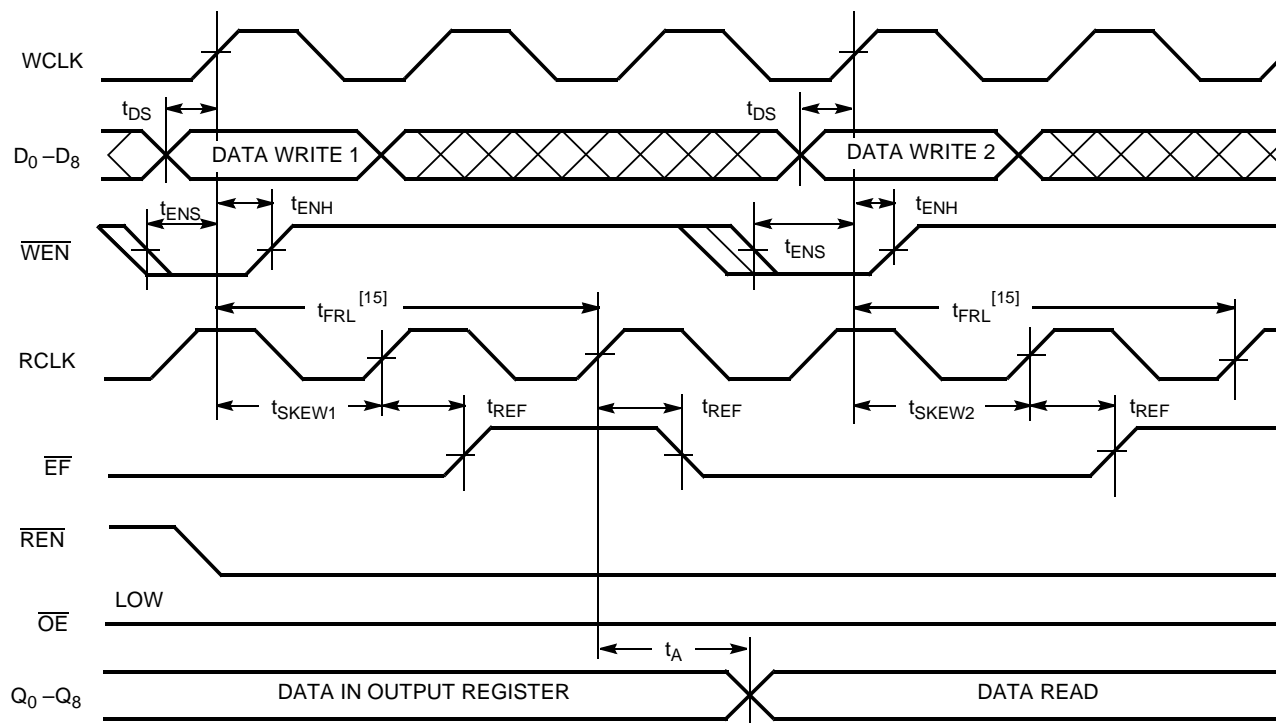 WCLK
tDS
tDS
D0 –D8
DATA WRITE 1
DATA WRITE 2
tENS
tENH
tENH
WEN
tENS
tFRL [15]
tFRL [15]
RCLK
tSKEW1
tREF
tREF
tSKEW2
tREF
EF
REN
LOW
OE
tA
Q0 –Q8
DATA IN OUTPUT REGISTER
DATA READ